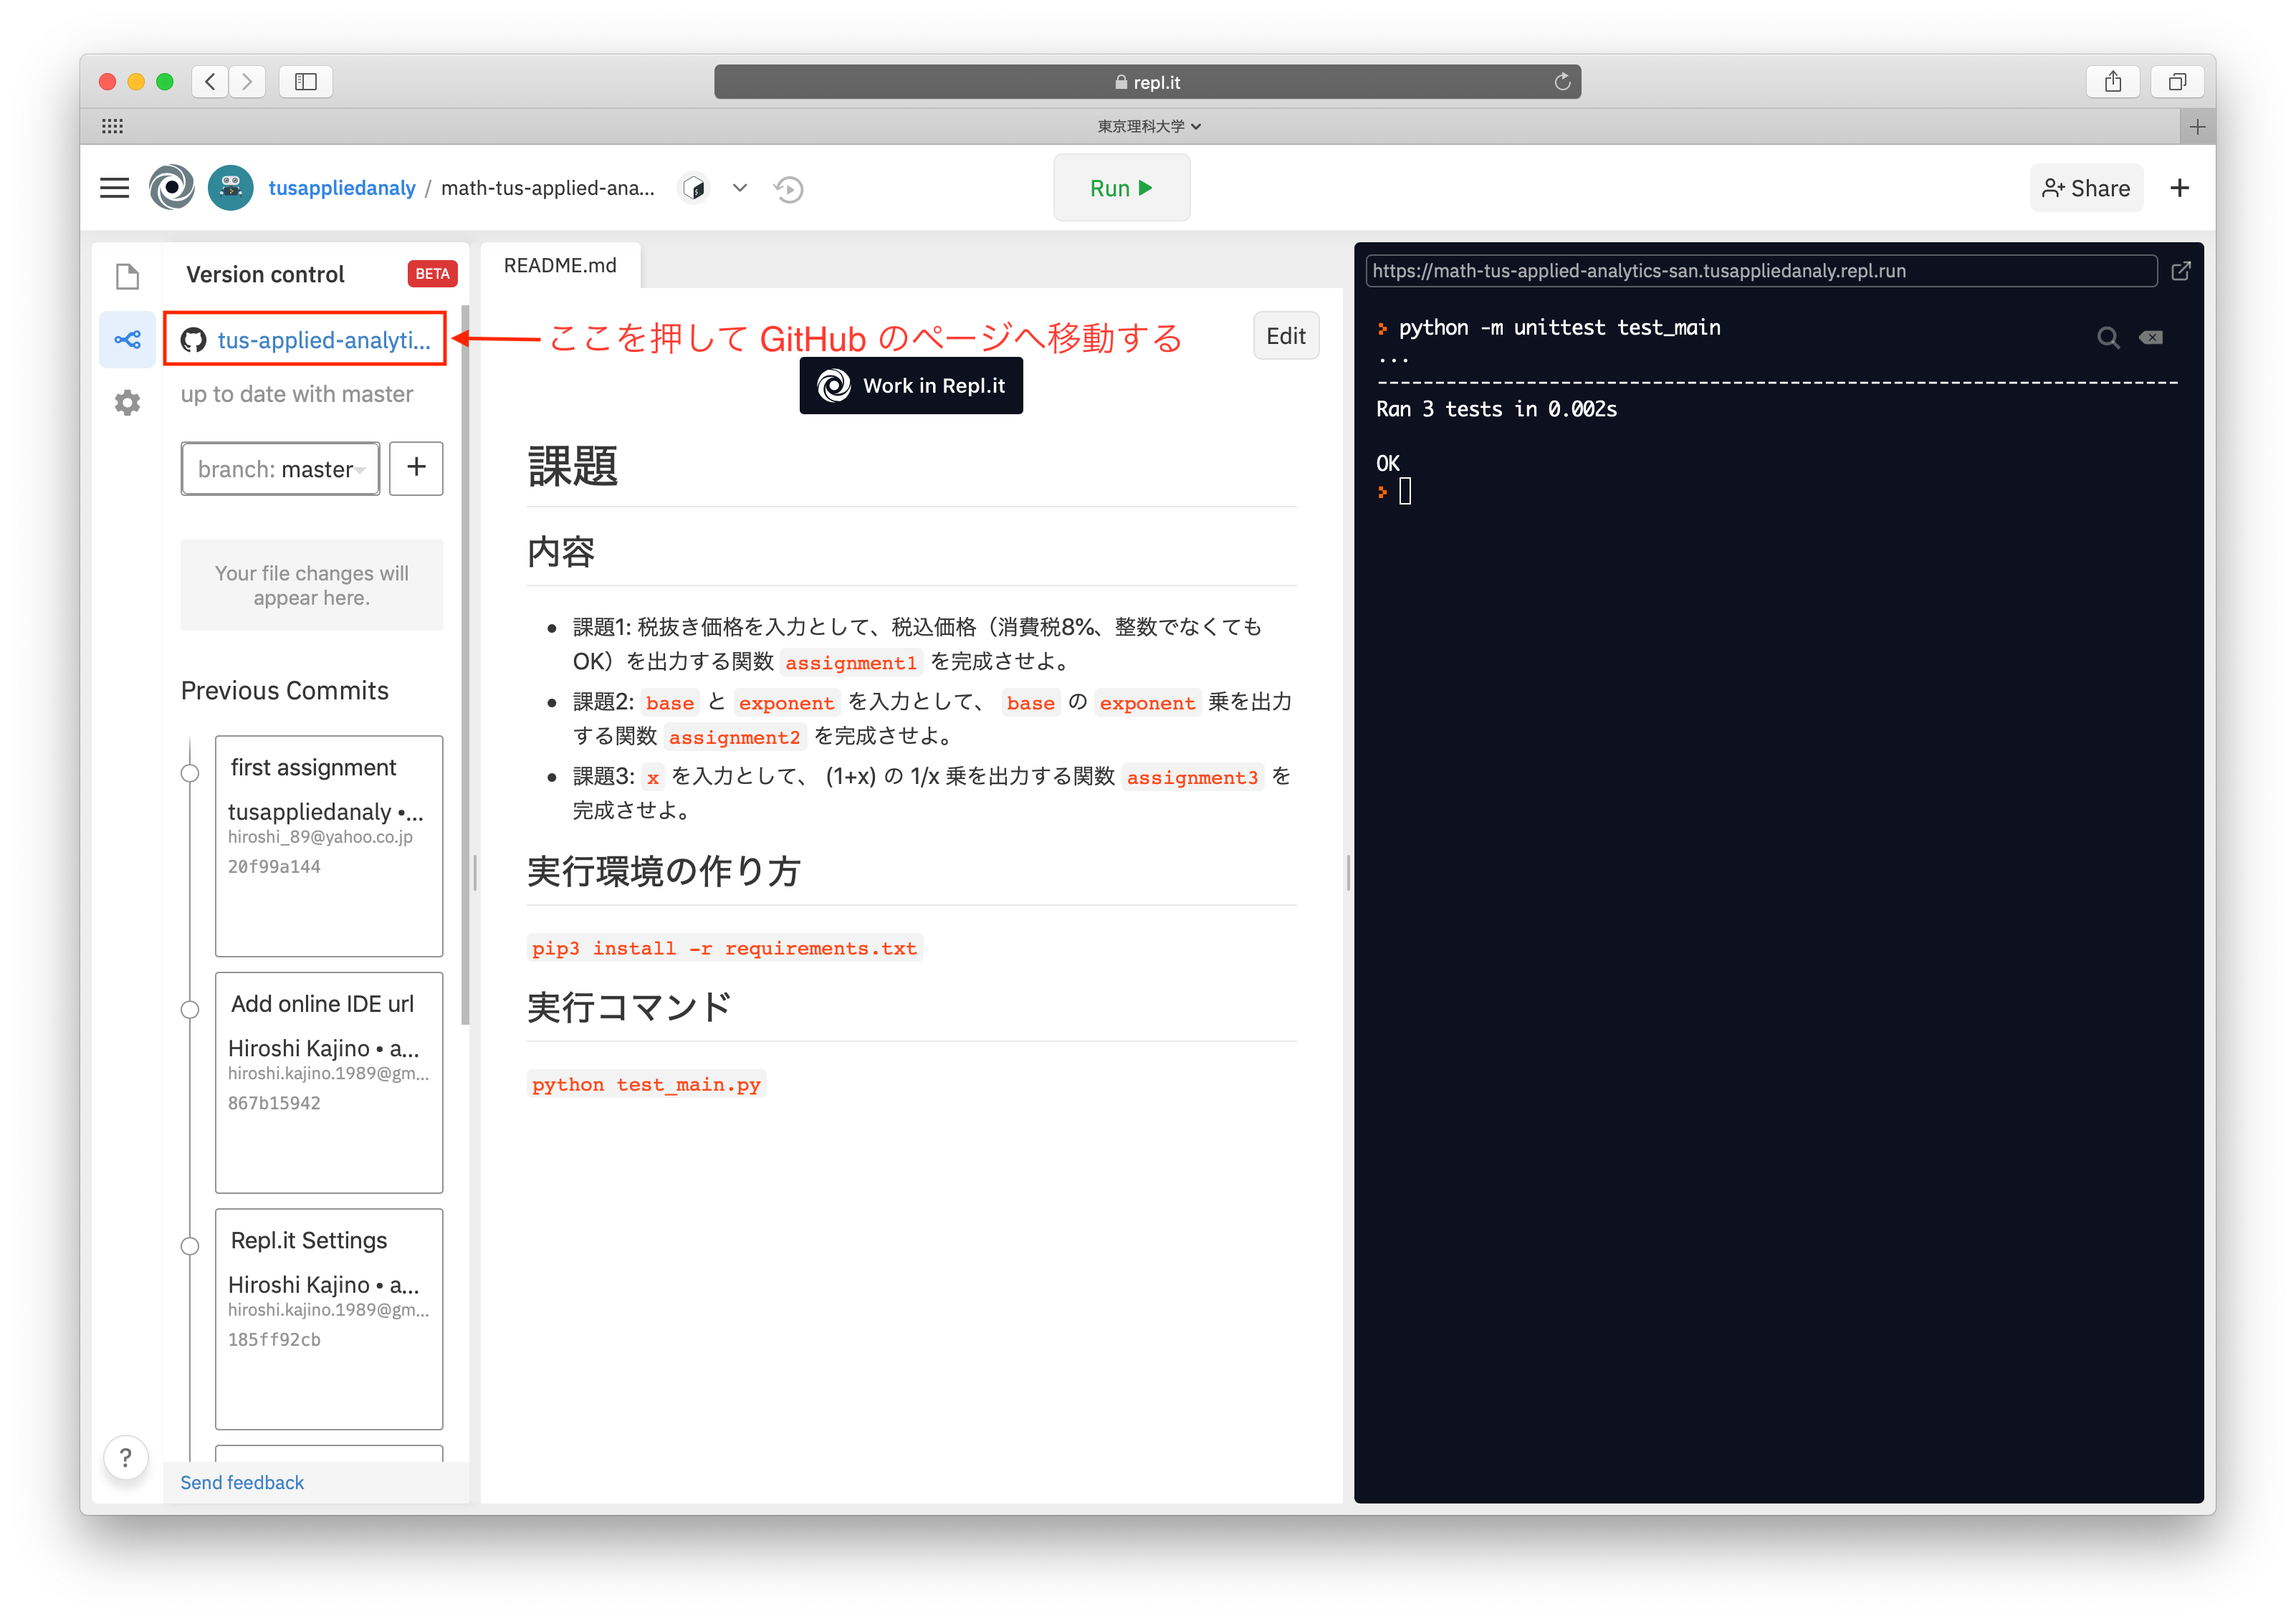 repl.it
東京理科大学
tusappliedanaly / math-tus-applied-ana...
Run
Share
Version control
BETA
tus-applied-analyti...
up to date with master
branch: master
+
Your file changes will
appear here.
Previous Commits
first assignment
tusappliedanaly •...
hiroshi_89@yahoo.co.jp
20f99a144
Add online IDE url
Hiroshi Kajino • a...
hiroshi.kajino.1989@gm...
867b15942
Repl.it Settings
Hiroshi Kajino • a...
hiroshi.kajino.1989@gm...
185ff92cb
?
Send feedback
README.md
ここを押して GitHub のページへ移動する
Edit
Work in Repl.it
課題
内容
• 課題1: 税抜き価格を入力として、税込価格（消費税8%、整数でなくても
OK）を出力する関数 assignment1 を完成させよ。
• 課題2: base と exponent を入力として、 base の exponent 乗を出力
する関数 assignment2 を完成させよ。
• 課題3: x を入力として、 (1+x) の 1/x 乗を出力する関数 assignment3 を
完成させよ。
実行環境の作り方
pip3 install -r requirements.txt
実行コマンド
python test_main.py
https://math-tus-applied-analytics-san.tusappliedanaly.repl.run
python -m unittest test_main
...
----------------------------------------------------------------------
Ran 3 tests in 0.002s
OK